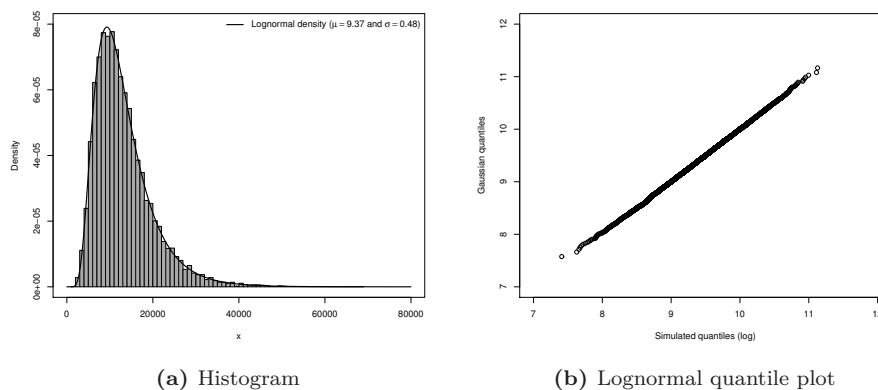 Lognormal density (μ = 9.37 and σ = 0.48)
Density
8e−05
6e−05
4e−05
2e−05
0e+00
0 20000 40000 60000 80000
x
(a) Histogram
Gaussian quantiles
12
11
10
9
8
7
7 8 9 10 11 12
Simulated quantiles (log)
(b) Lognormal quantile plot